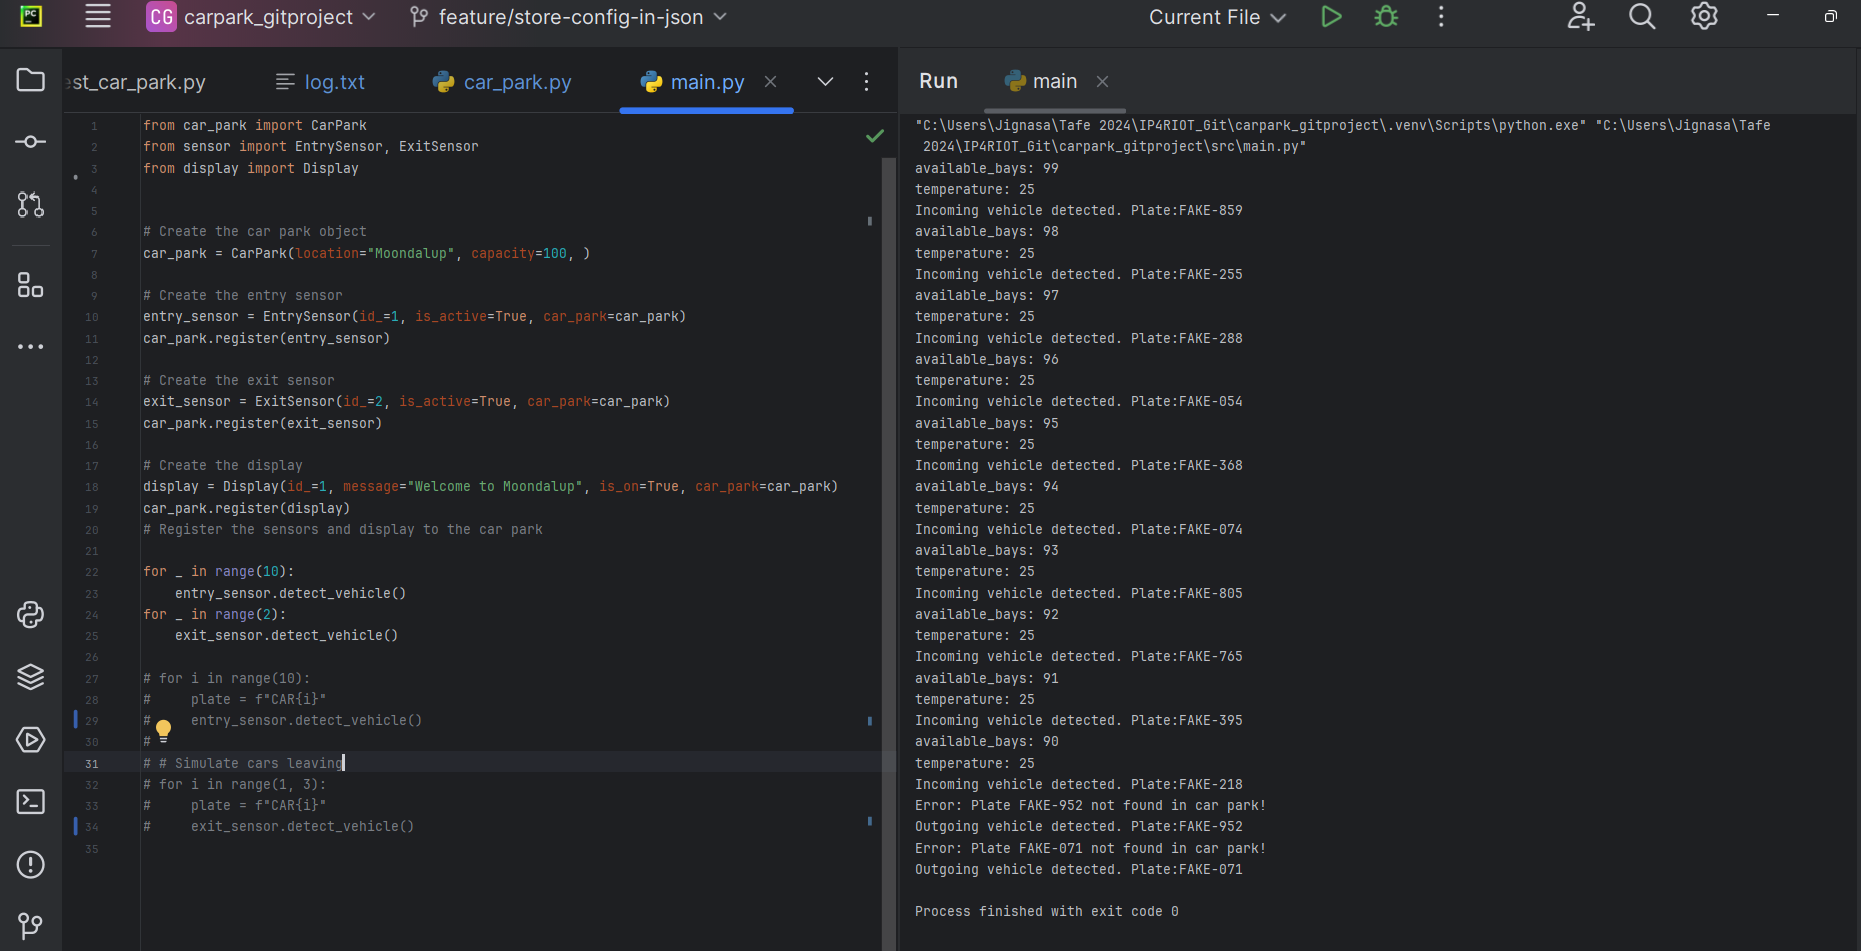 PC
CG carpark_gitproject
feature/store-config-in-json
Current File
st_car_park.py
log.txt
car_park.py
main.py
1 from car_park import CarPark
2 from sensor import EntrySensor, ExitSensor
3 from display import Display
4
5
6 # Create the car park object
7 car_park = CarPark(location="Moondalup", capacity=100, )
8
9 # Create the entry sensor
10 entry_sensor = EntrySensor(id_=1, is_active=True, car_park=car_park)
11 car_park.register(entry_sensor)
12
13 # Create the exit sensor
14 exit_sensor = ExitSensor(id_=2, is_active=True, car_park=car_park)
15 car_park.register(exit_sensor)
16
17 # Create the display
18 display = Display(id_=1, message="Welcome to Moondalup", is_on=True, car_park=car_park)
19 car_park.register(display)
20 # Register the sensors and display to the car park
21
22 for _ in range(10):
23     entry_sensor.detect_vehicle()
24 for _ in range(2):
25     exit_sensor.detect_vehicle()
26
27 # for i in range(10):
28 #     plate = f"CAR{i}"
29 #     entry_sensor.detect_vehicle()
30 #
31 # # Simulate cars leaving
32 # for i in range(1, 3):
33 #     plate = f"CAR{i}"
34 #     exit_sensor.detect_vehicle()
35
Run
main
"C:\Users\Jignasa\Tafe 2024\IP4RIOT_Git\carpark_gitproject\.venv\Scripts\python.exe" "C:\Users\Jignasa\Tafe
2024\IP4RIOT_Git\carpark_gitproject\src\main.py"
available_bays: 99
temperature: 25
Incoming vehicle detected. Plate:FAKE-859
available_bays: 98
temperature: 25
Incoming vehicle detected. Plate:FAKE-255
available_bays: 97
temperature: 25
Incoming vehicle detected. Plate:FAKE-288
available_bays: 96
temperature: 25
Incoming vehicle detected. Plate:FAKE-054
available_bays: 95
temperature: 25
Incoming vehicle detected. Plate:FAKE-368
available_bays: 94
temperature: 25
Incoming vehicle detected. Plate:FAKE-074
available_bays: 93
temperature: 25
Incoming vehicle detected. Plate:FAKE-805
available_bays: 92
temperature: 25
Incoming vehicle detected. Plate:FAKE-765
available_bays: 91
temperature: 25
Incoming vehicle detected. Plate:FAKE-395
available_bays: 90
temperature: 25
Incoming vehicle detected. Plate:FAKE-218
Error: Plate FAKE-952 not found in car park!
Outgoing vehicle detected. Plate:FAKE-952
Error: Plate FAKE-071 not found in car park!
Outgoing vehicle detected. Plate:FAKE-071
Process finished with exit code 0